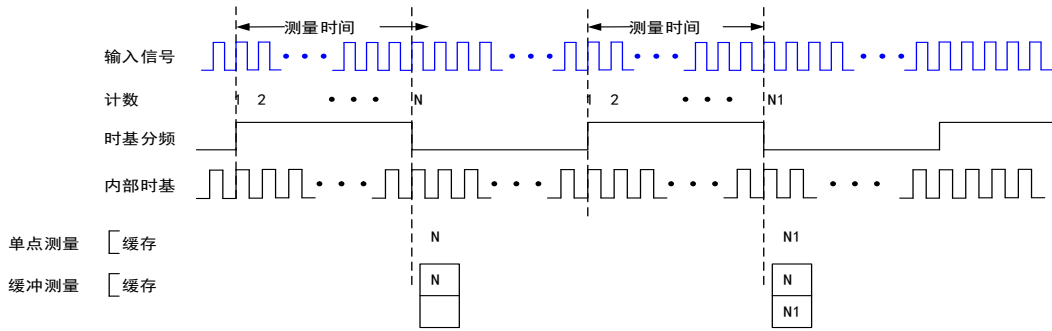 测量时间 测量时间
输入信号
计数 1 2 N 1 2 N1
时基分频
内部时基
单点测量 缓存 N N1
缓冲测量 缓存 N N
N1